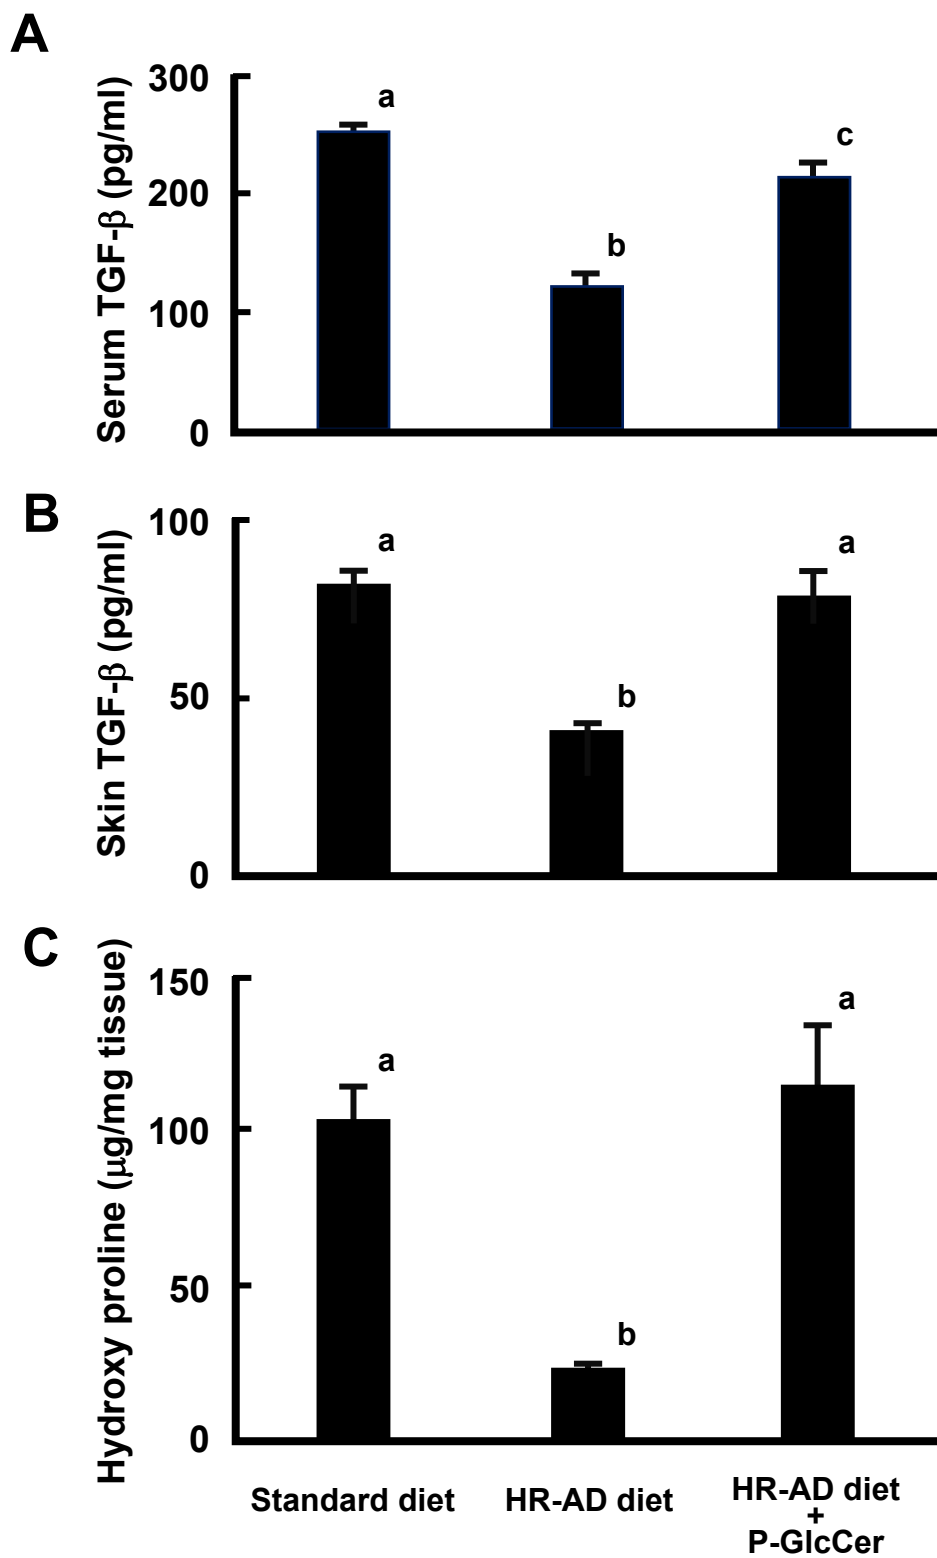 A
Serum TGF-β (pg/ml)
300
200
100
0
a
b
c
B
Skin TGF-β (pg/ml)
100
50
0
a
b
a
C
Hydroxy proline (μg/mg tissue)
150
100
50
0
a
b
a
Standard diet
HR-AD diet
HR-AD diet
+
P-GlcCer